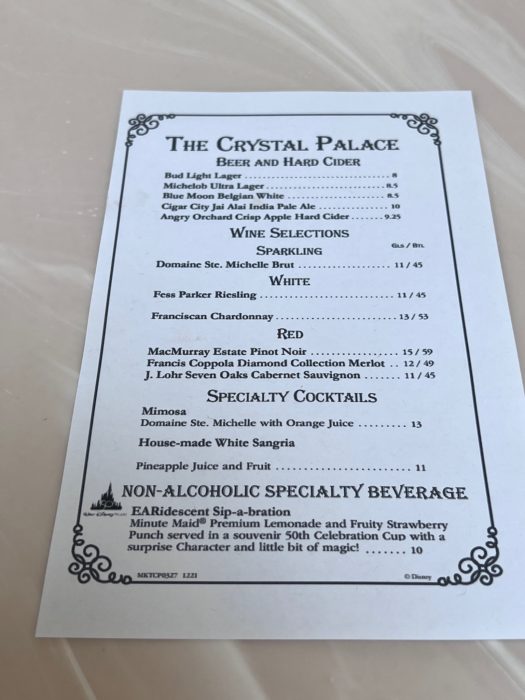 THE CRYSTAL PALACE
BEER AND HARD CIDER
Bud Light Lager ........................................ 8
Michelob Ultra Lager ................................ 8.5
Blue Moon Belgian White ........................... 8.5
Cigar City Jai Alai India Pale Ale .................. 10
Angry Orchard Crisp Apple Hard Cider ....... 9.25
WINE SELECTIONS
GLS / BTL
SPARKLING
Domaine Ste. Michelle Brut ..................... 11 / 45
WHITE
Fess Parker Riesling .............................. 11 / 45
Franciscan Chardonnay ........................... 13 / 53
RED
MacMurray Estate Pinot Noir .................. 15 / 59
Francis Coppola Diamond Collection Merlot .. 12 / 49
J. Lohr Seven Oaks Cabernet Sauvignon ....... 11 / 45
SPECIALTY COCKTAILS
Mimosa
Domaine Ste. Michelle with Orange Juice ......... 13
House-made White Sangria
Pineapple Juice and Fruit ........................... 11
NON-ALCOHOLIC SPECIALTY BEVERAGE
EARidescent Sip-a-bration
Minute Maid® Premium Lemonade and Fruity Strawberry
Punch served in a souvenir 50th Celebration Cup with a
surprise Character and little bit of magic! ....... 10
MKTCP0327 1221
© Disney